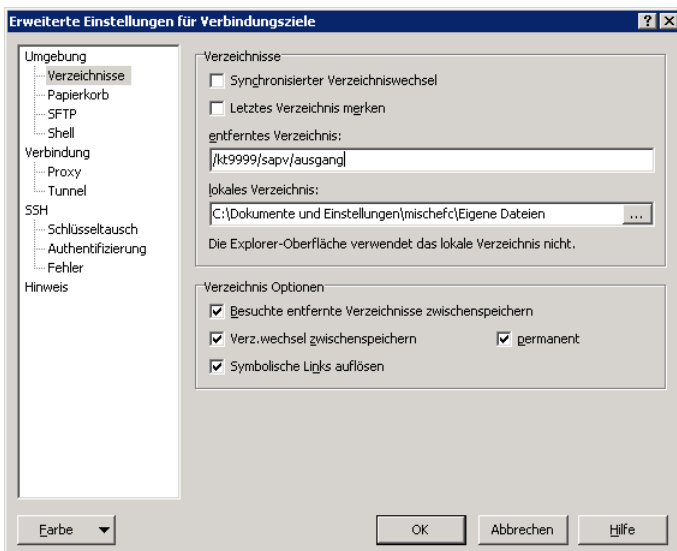 Erweiterte Einstellungen für Verbindungsziele
Umgebung
Verzeichnisse
Papierkorb
SFTP
Shell
Verbindung
Proxy
Tunnel
SSH
Schlüsseltausch
Authentifizierung
Fehler
Hinweis
Verzeichnisse
Synchronisierter Verzeichniswechsel
Letztes Verzeichnis merken
entferntes Verzeichnis:
/kt9999/sapv/ausgang
lokales Verzeichnis:
C:\Dokumente und Einstellungen\mischefc\Eigene Dateien
...
Die Explorer-Oberfläche verwendet das lokale Verzeichnis nicht.
Verzeichnis Optionen
Besuchte entfernte Verzeichnisse zwischenspeichern
Verz.wechsel zwischenspeichern permanent
Symbolische Links auflösen
Farbe OK Abbrechen Hilfe